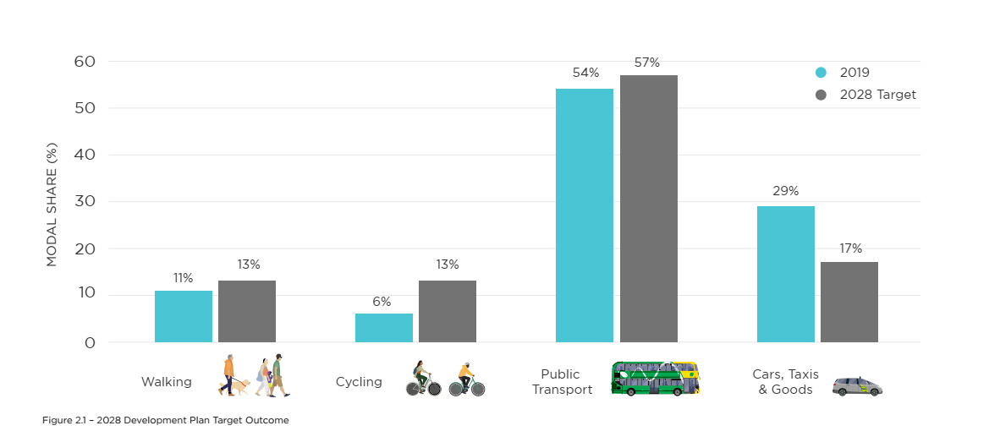 60
50
40
30
20
10
0
MODAL SHARE (%)
2019
2028 Target
11%
13%
6%
13%
54%
57%
29%
17%
Walking
Cycling
Public
Transport
Cars, Taxis
& Goods
Figure 2.1 – 2028 Development Plan Target Outcome